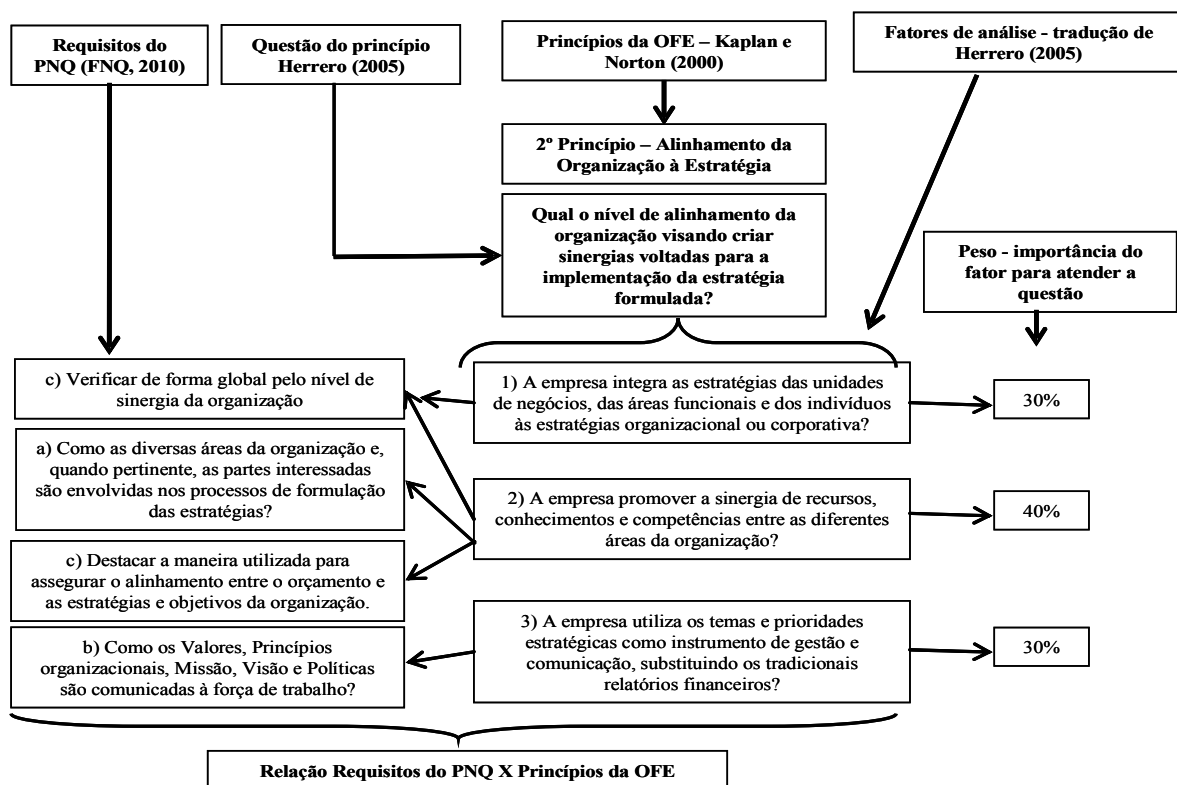 Requisitos do
PNQ (FNQ, 2010)
Questão do princípio
Herrero (2005)
Princípios da OFE – Kaplan e
Norton (2000)
Fatores de análise - tradução de
Herrero (2005)
2º Princípio – Alinhamento da
Organização à Estratégia
Qual o nível de alinhamento da
organização visando criar
sinergias voltadas para a
implementação da estratégia
formulada?
Peso - importância do
fator para atender a
questão
c) Verificar de forma global pelo nível de
sinergia da organização
1) A empresa integra as estratégias das unidades
de negócios, das áreas funcionais e dos indivíduos
às estratégias organizacional ou corporativa?
30%
a) Como as diversas áreas da organização e,
quando pertinente, as partes interessadas
são envolvidas nos processos de formulação
das estratégias?
2) A empresa promover a sinergia de recursos,
conhecimentos e competências entre as diferentes
áreas da organização?
40%
c) Destacar a maneira utilizada para
assegurar o alinhamento entre o orçamento e
as estratégias e objetivos da organização.
b) Como os Valores, Princípios
organizacionais, Missão, Visão e Políticas
são comunicadas à força de trabalho?
3) A empresa utiliza os temas e prioridades
estratégicas como instrumento de gestão e
comunicação, substituindo os tradicionais
relatórios financeiros?
30%
Relação Requisitos do PNQ X Princípios da OFE